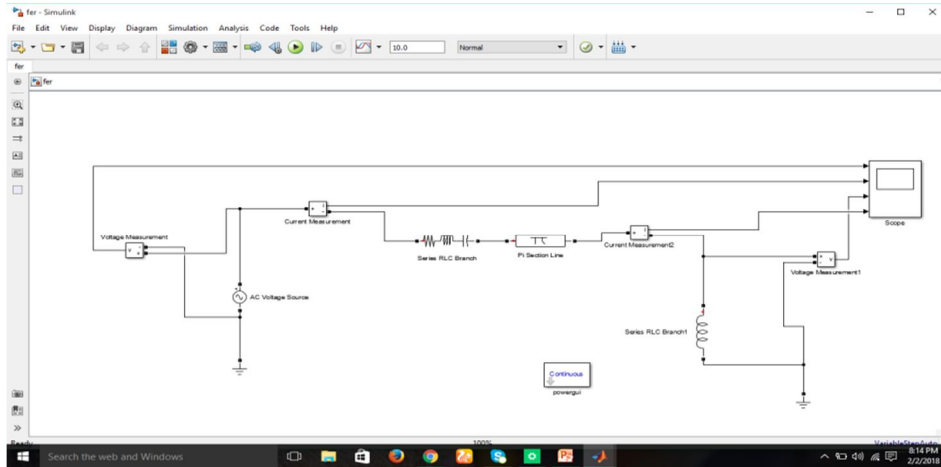 fer - Simulink
File Edit View Display Diagram Simulation Analysis Code Tools Help
10.0 Normal
fer
fer
Voltage Measurement
Current Measurement
AC Voltage Source
Series RLC Branch
Pi Section Line
Current Measurement2
Scope
Voltage Measurement1
Series RLC Branch1
Continuous
powergui
Ready 100% VariableStepAuto
Search the web and Windows
8:14 PM
2/2/2018